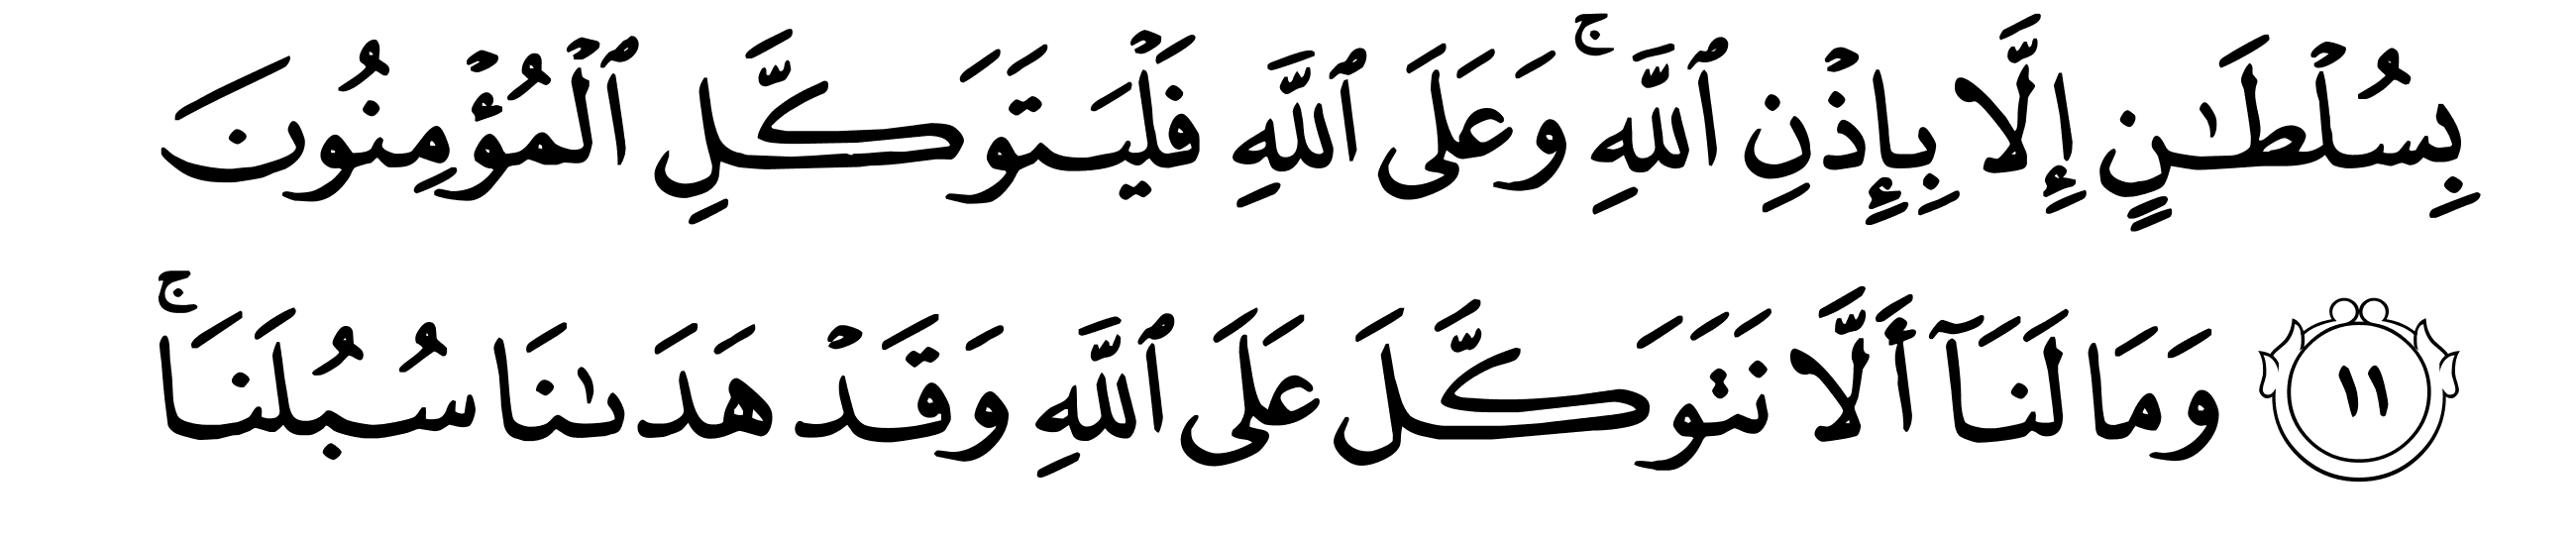 بِسُلْطَـٰنٍ إِلَّا بِإِذْنِ ٱللَّهِ ۚ وَعَلَى ٱللَّهِ فَلْيَتَوَكَّلِ ٱلْمُؤْمِنُونَ
١١ وَمَا لَنَآ أَلَّا نَتَوَكَّلَ عَلَى ٱللَّهِ وَقَدْ هَدَىٰنَا سُبُلَنَا ۚ